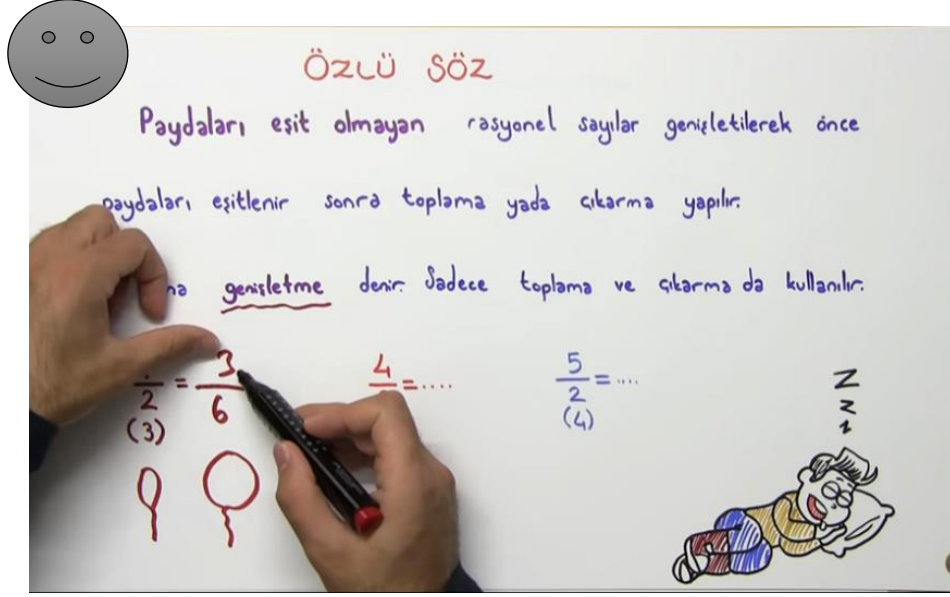 ÖZLÜ SÖZ
Paydaları eşit olmayan rasyonel sayılar genişletilerek önce
paydaları eşitlenir sonra toplama yada çıkarma yapılır.
genişletme denir. Sadece toplama ve çıkarma da kullanılır.
3 4 5
2 = 6 = .... 2 = ....
(3) (4)
Z
Z
Z